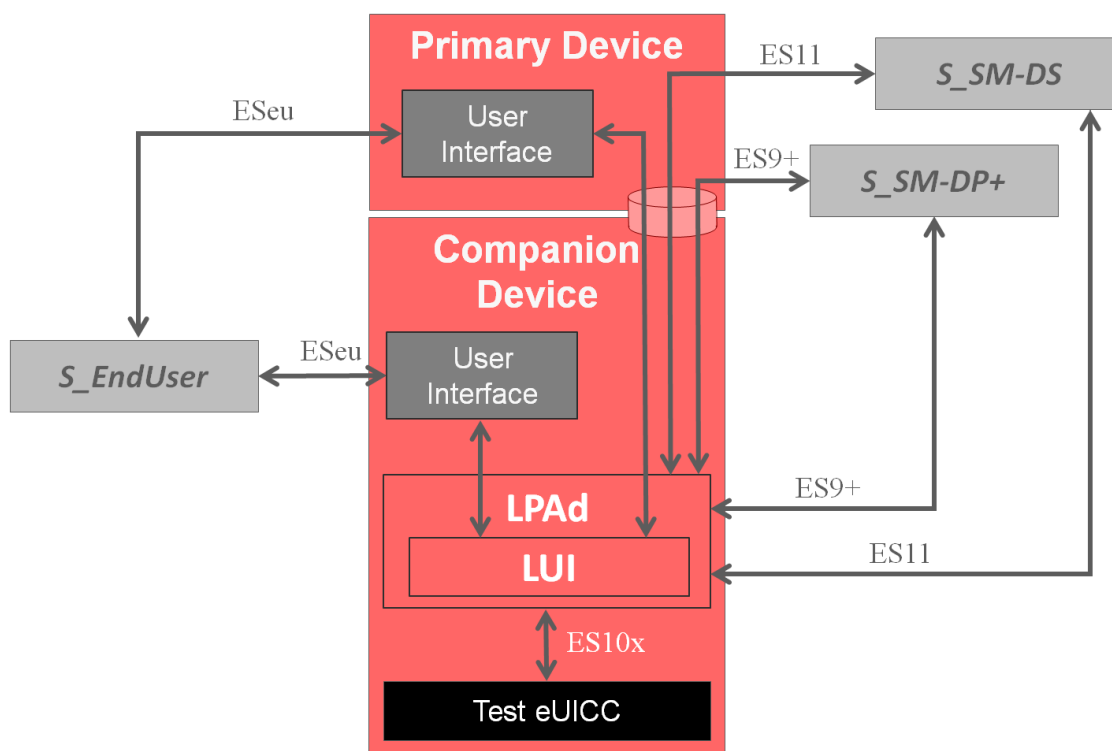 Primary Device
ES11
S_SM-DS
ESeu
User
Interface
ES9+
S_SM-DP+
Companion
Device
User
Interface
ESeu
S_EndUser
ES9+
LPAd
ES11
LUI
ES10x
Test eUICC